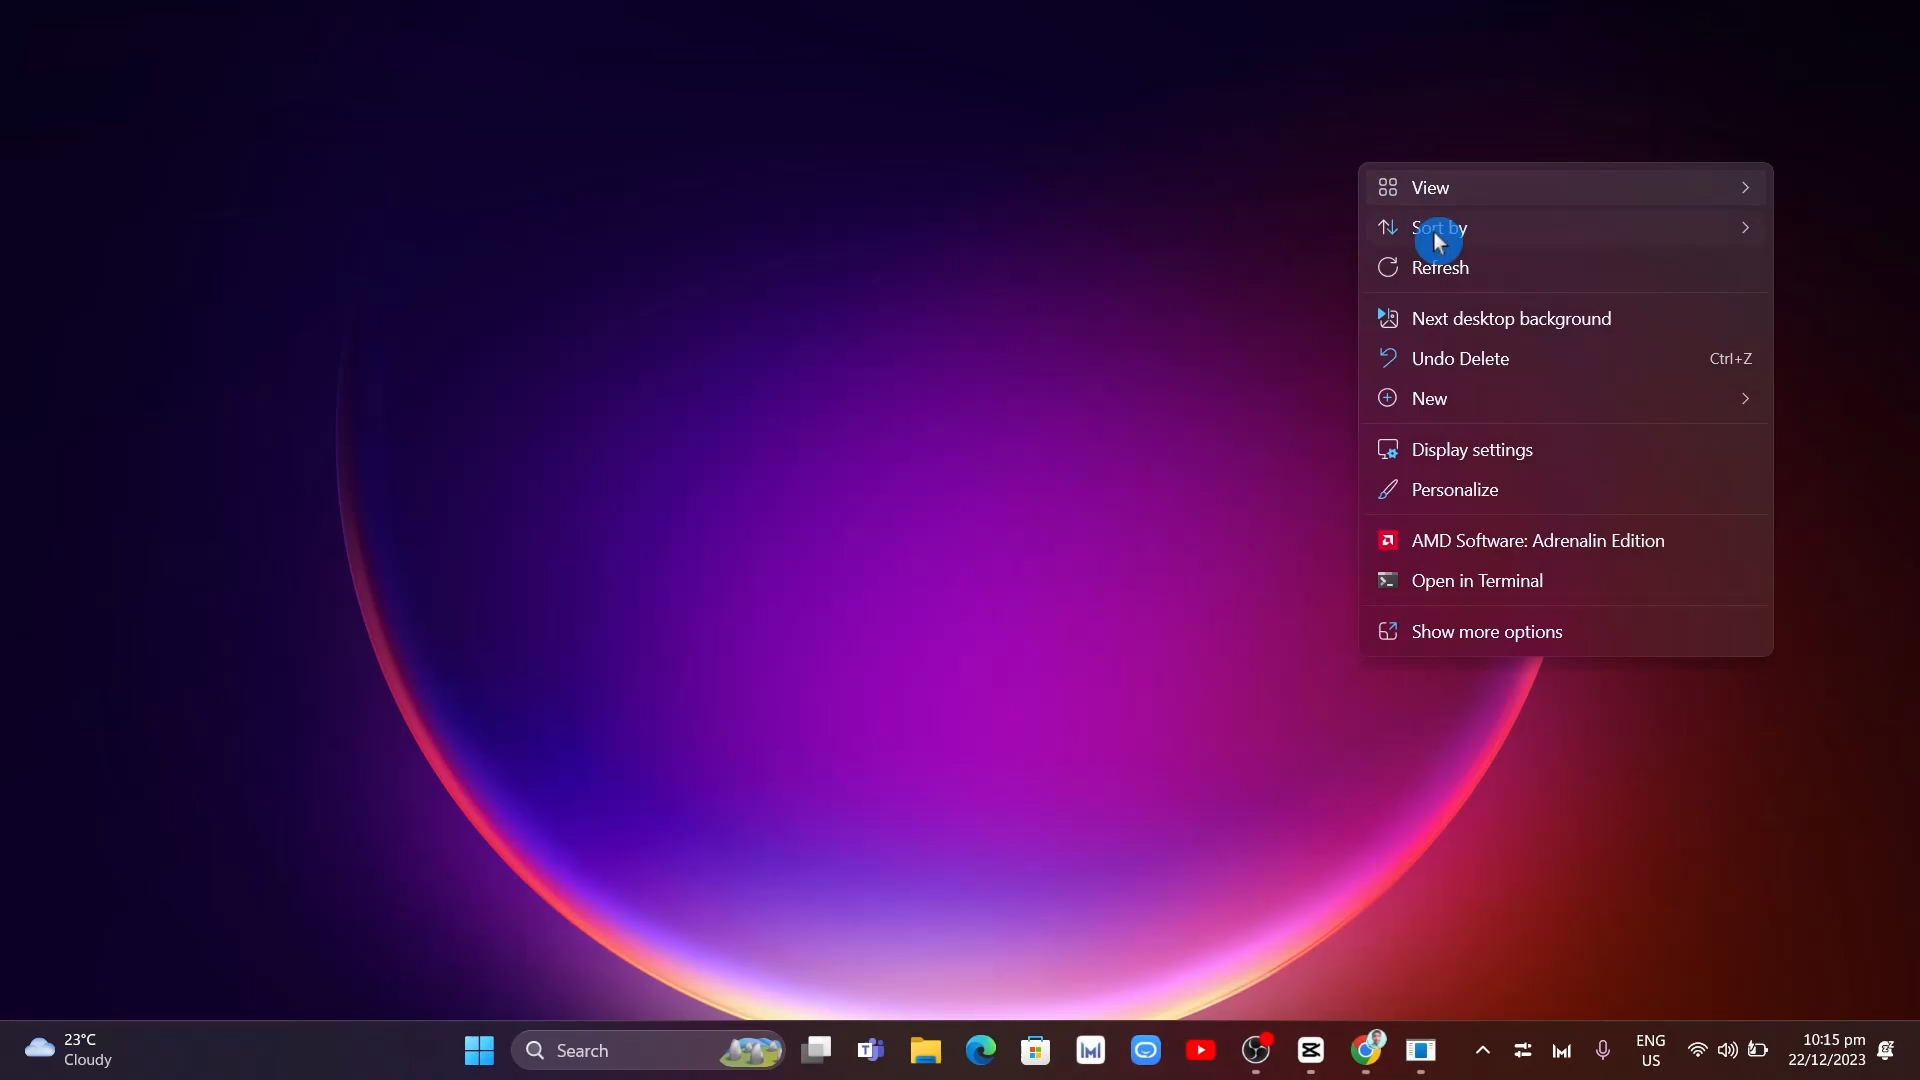 View
Sort by
Refresh
Next desktop background
Undo Delete Ctrl+Z
New
Display settings
Personalize
AMD Software: Adrenalin Edition
Open in Terminal
Show more options
23°C
Cloudy
Search
ENG
US
10:15 pm
22/12/2023